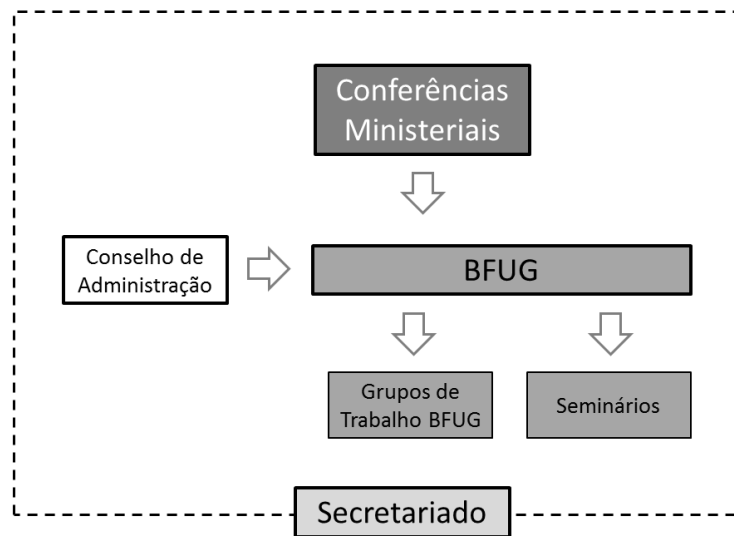 Conferências
Ministeriais
Conselho de
Administração
BFUG
Grupos de
Trabalho BFUG
Seminários
Secretariado